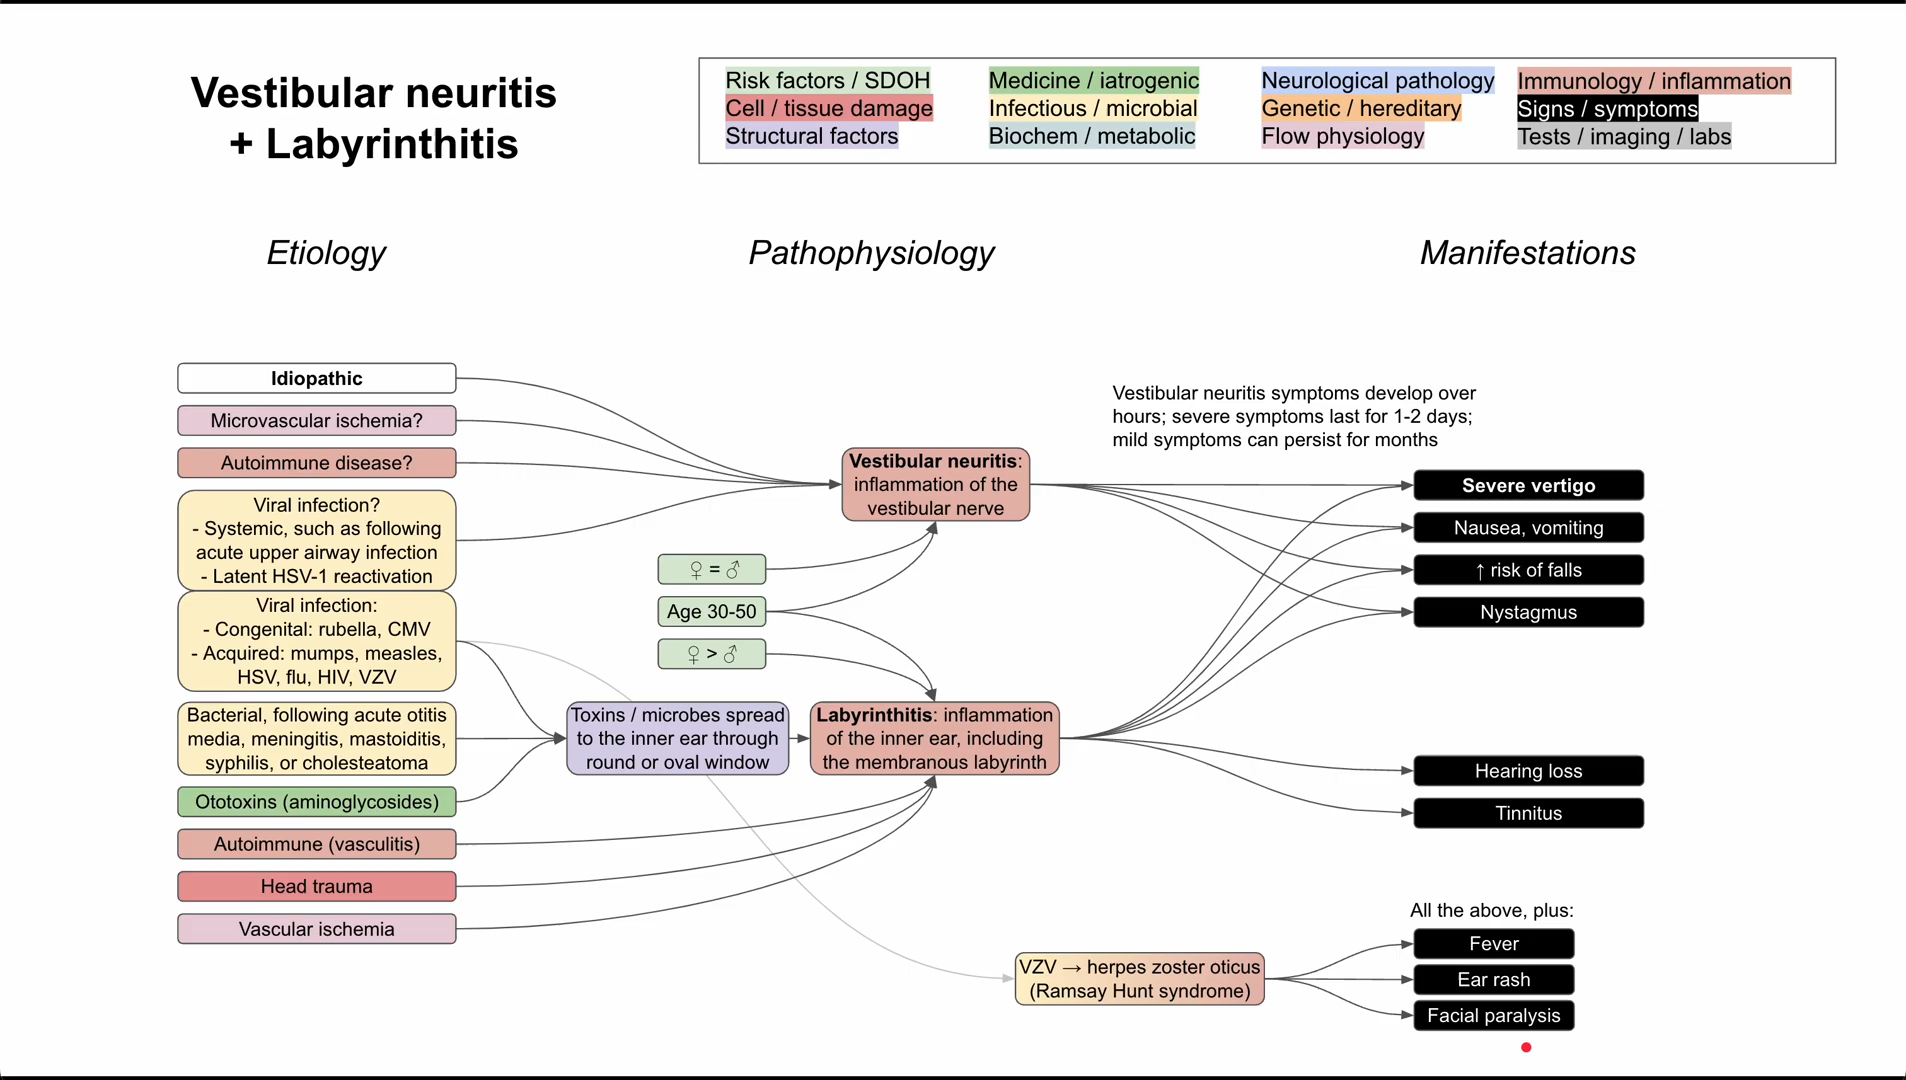 Vestibular neuritis
+ Labyrinthitis
Risk factors / SDOH
Cell / tissue damage
Structural factors
Medicine / iatrogenic
Infectious / microbial
Biochem / metabolic
Neurological pathology
Genetic / hereditary
Flow physiology
Immunology / inflammation
Signs / symptoms
Tests / imaging / labs
Etiology
Pathophysiology
Manifestations
Idiopathic
Microvascular ischemia?
Autoimmune disease?
Viral infection?
- Systemic, such as following
acute upper airway infection
- Latent HSV-1 reactivation
Viral infection:
- Congenital: rubella, CMV
- Acquired: mumps, measles,
HSV, flu, HIV, VZV
Bacterial, following acute otitis
media, meningitis, mastoiditis,
syphilis, or cholesteatoma
Ototoxins (aminoglycosides)
Autoimmune (vasculitis)
Head trauma
Vascular ischemia
Vestibular neuritis:
inflammation of the
vestibular nerve
♀ = ♂
Age 30-50
♀ > ♂
Toxins / microbes spread
to the inner ear through
round or oval window
Labyrinthitis: inflammation
of the inner ear, including
the membranous labyrinth
VZV → herpes zoster oticus
(Ramsay Hunt syndrome)
Vestibular neuritis symptoms develop over
hours; severe symptoms last for 1-2 days;
mild symptoms can persist for months
Severe vertigo
Nausea, vomiting
↑ risk of falls
Nystagmus
Hearing loss
Tinnitus
All the above, plus:
Fever
Ear rash
Facial paralysis